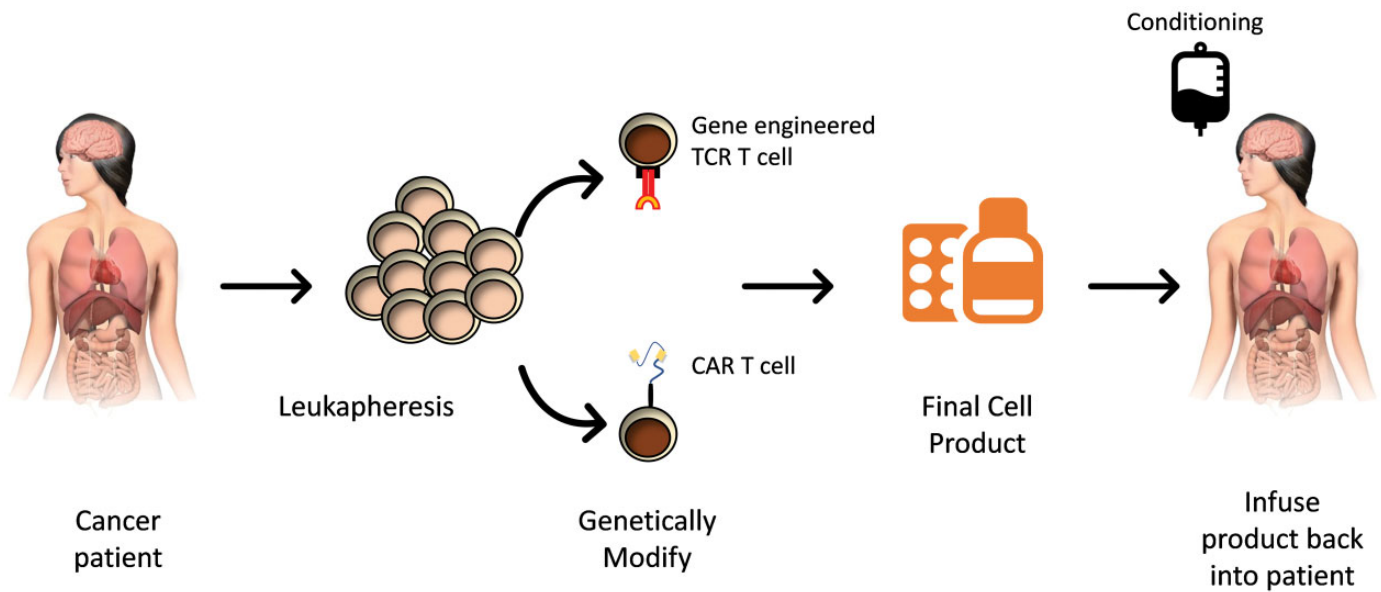 Conditioning
Gene engineered
TCR T cell
CAR T cell
Leukapheresis
Final Cell
Product
Cancer
patient
Genetically
Modify
Infuse
product back
into patient